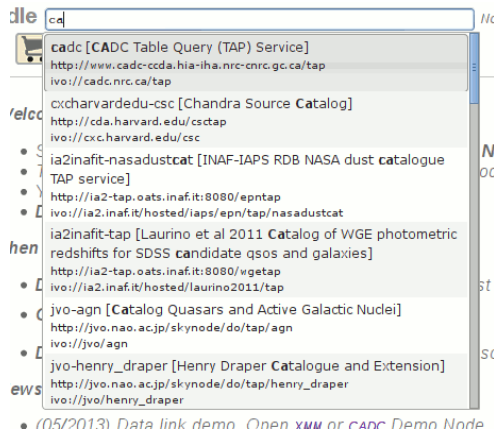 dle ca
cadc [CADC Table Query (TAP) Service]
http://www.cadc-ccda.hia-iha.nrc-cnrc.gc.ca/tap
ivo://cadc.nrc.ca/tap
cxcharvardedu-csc [Chandra Source Catalog]
http://cda.harvard.edu/csctap
ivo://cxc.harvard.edu/csc
ia2inafit-nasadustcat [INAF-IAPS RDB NASA dust catalogue
TAP service]
http://ia2-tap.oats.inaf.it:8080/epntap
ivo://ia2.inaf.it/hosted/iaps/epn/tap/nasadustcat
ia2inafit-tap [Laurino et al 2011 Catalog of WGE photometric
redshifts for SDSS candidate qsos and galaxies]
http://ia2-tap.oats.inaf.it:8080/wgetap
ivo://ia2.inaf.it/hosted/laurino2011/tap
jvo-agn [Catalog Quasars and Active Galactic Nuclei]
http://jvo.nao.ac.jp/skynode/do/tap/agn
ivo://jvo/agn
jvo-henry_draper [Henry Draper Catalogue and Extension]
http://jvo.nao.ac.jp/skynode/do/tap/henry_draper
ivo://jvo/henry_draper
ews
(05/2013) Data link demo. Open XMM or CADC Demo Node